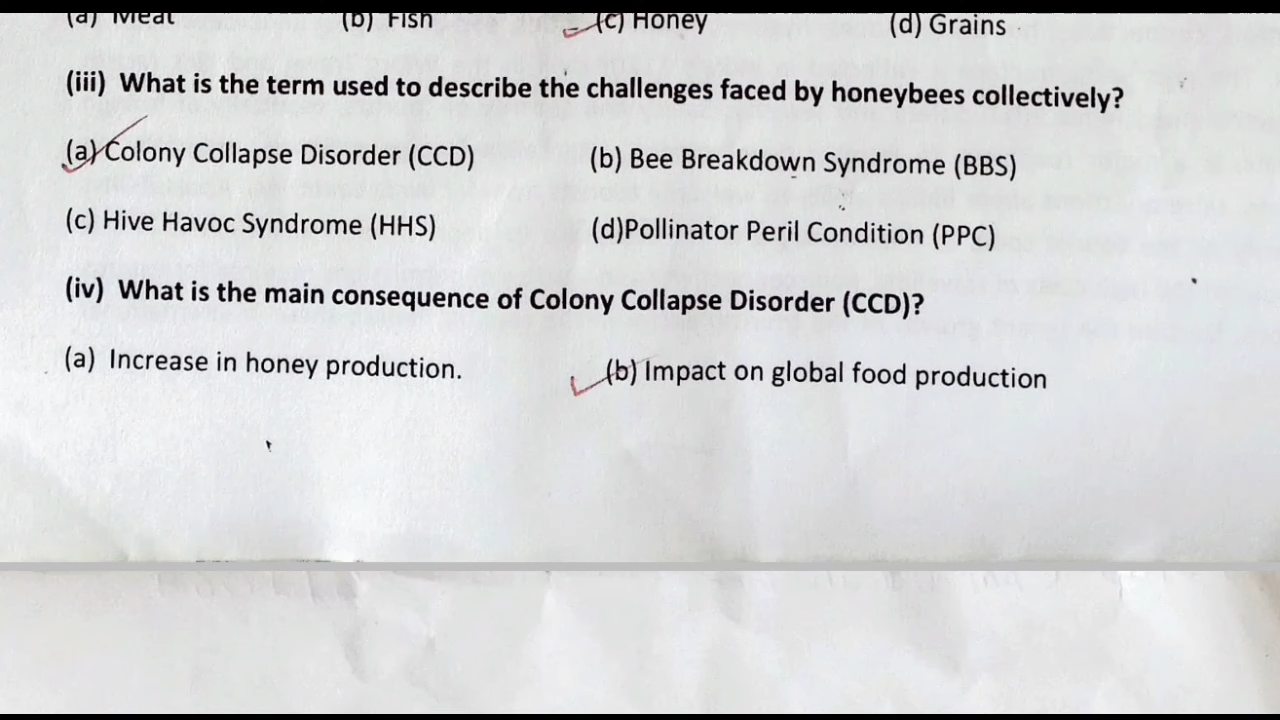 (a) Meat (b) Fish (c) Honey (d) Grains
(iii) What is the term used to describe the challenges faced by honeybees collectively?
(a) Colony Collapse Disorder (CCD) (b) Bee Breakdown Syndrome (BBS)
(c) Hive Havoc Syndrome (HHS) (d)Pollinator Peril Condition (PPC)
(iv) What is the main consequence of Colony Collapse Disorder (CCD)?
(a) Increase in honey production. (b) Impact on global food production